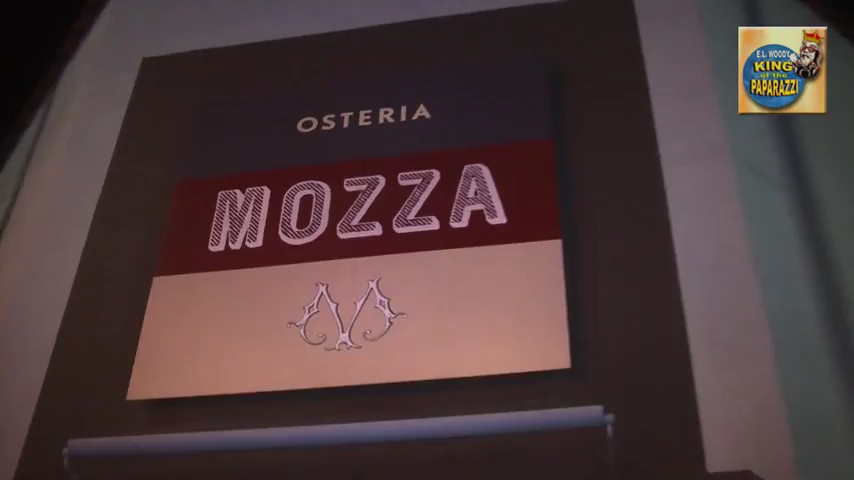 E.L. WOODY
KING
of the
PAPARAZZI
OSTERIA
MOZZA
M